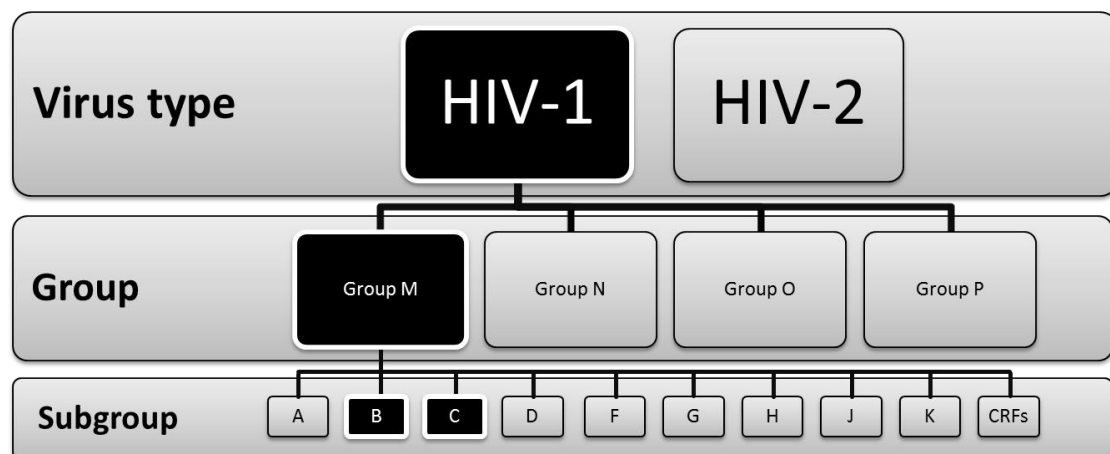 Virus type
HIV-1
HIV-2
Group
Group M
Group N
Group O
Group P
Subgroup
A
B
C
D
F
G
H
J
K
CRFs